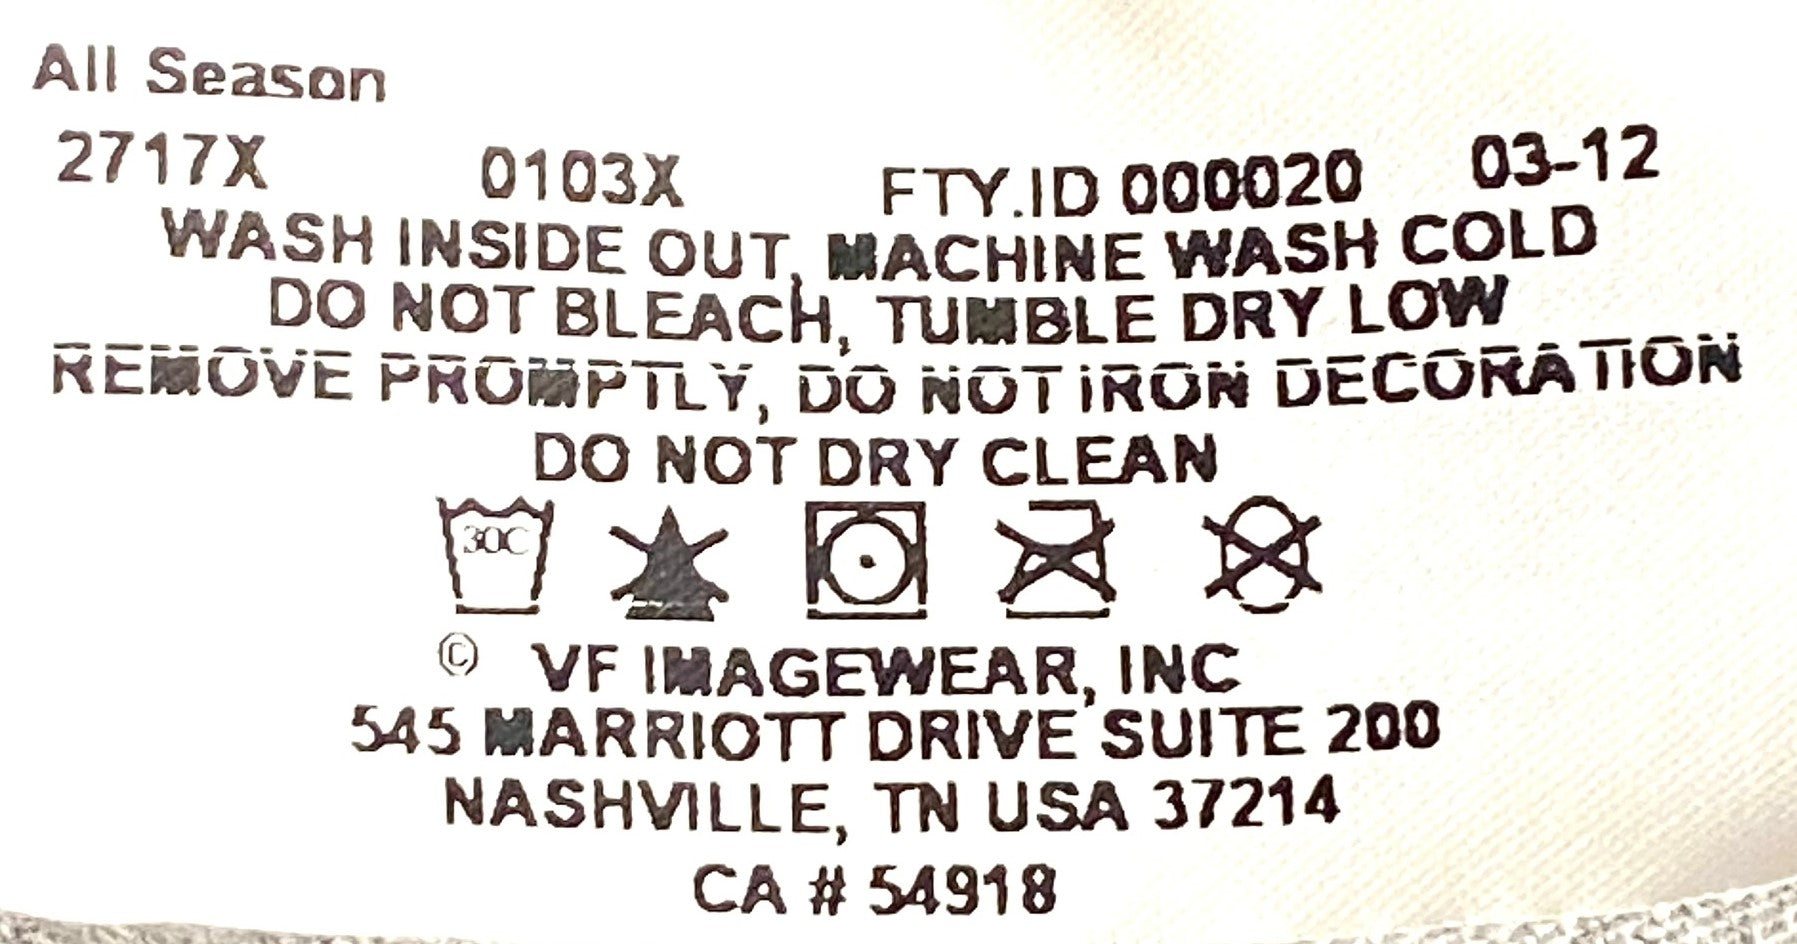 All Season
2717X 0103X FTY.ID 000020 03-12
WASH INSIDE OUT, MACHINE WASH COLD
DO NOT BLEACH, TUMBLE DRY LOW
REMOVE PROMPTLY, DO NOT IRON DECORATION
DO NOT DRY CLEAN
30C
© VF IMAGEWEAR, INC
545 MARRIOTT DRIVE SUITE 200
NASHVILLE, TN USA 37214
CA # 54918